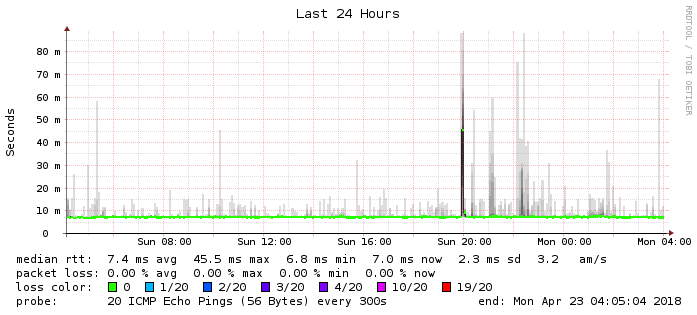 Last 24 Hours
RRDTOOL / TOBI OETIKER
Seconds
80 m
70 m
60 m
50 m
40 m
30 m
20 m
10 m
0
Sun 08:00 Sun 12:00 Sun 16:00 Sun 20:00 Mon 00:00 Mon 04:00
median rtt: 7.4 ms avg 45.5 ms max 6.8 ms min 7.0 ms now 2.3 ms sd 3.2 am/s
packet loss: 0.00 % avg 0.00 % max 0.00 % min 0.00 % now
loss color: 0 1/20 2/20 3/20 4/20 10/20 19/20
probe: 20 ICMP Echo Pings (56 Bytes) every 300s end: Mon Apr 23 04:05:04 2018